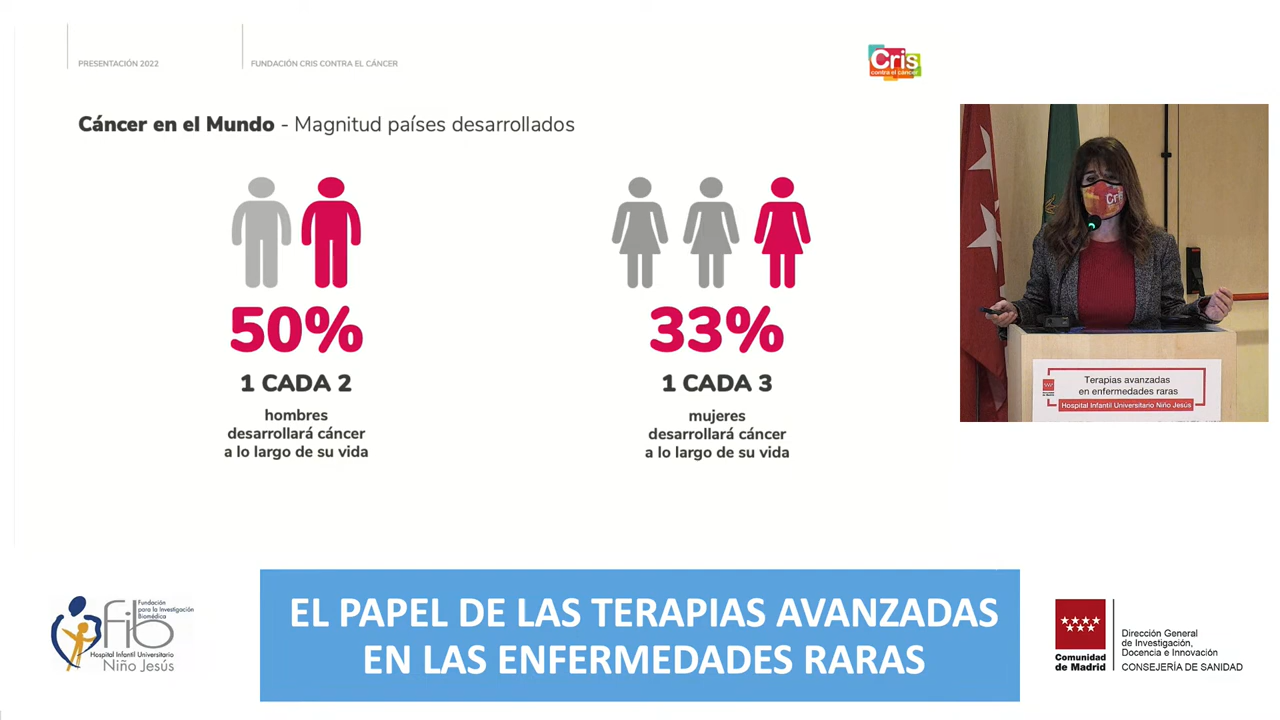 PRESENTACIÓN 2022
FUNDACIÓN CRIS CONTRA EL CÁNCER
Cris
contra el cáncer
Cáncer en el Mundo - Magnitud países desarrollados
50%
1 CADA 2
hombres
desarrollará cáncer
a lo largo de su vida
33%
1 CADA 3
mujeres
desarrollará cáncer
a lo largo de su vida
Cris
Terapias avanzadas
en enfermedades raras
Hospital Infantil Universitario Niño Jesús
Fundación
para la Investigación
Biomédica
fib
Hospital Infantil Universitario
Niño Jesús
EL PAPEL DE LAS TERAPIAS AVANZADAS
EN LAS ENFERMEDADES RARAS
Comunidad
de Madrid
Dirección General
de Investigación,
Docencia e Innovación
CONSEJERÍA DE SANIDAD